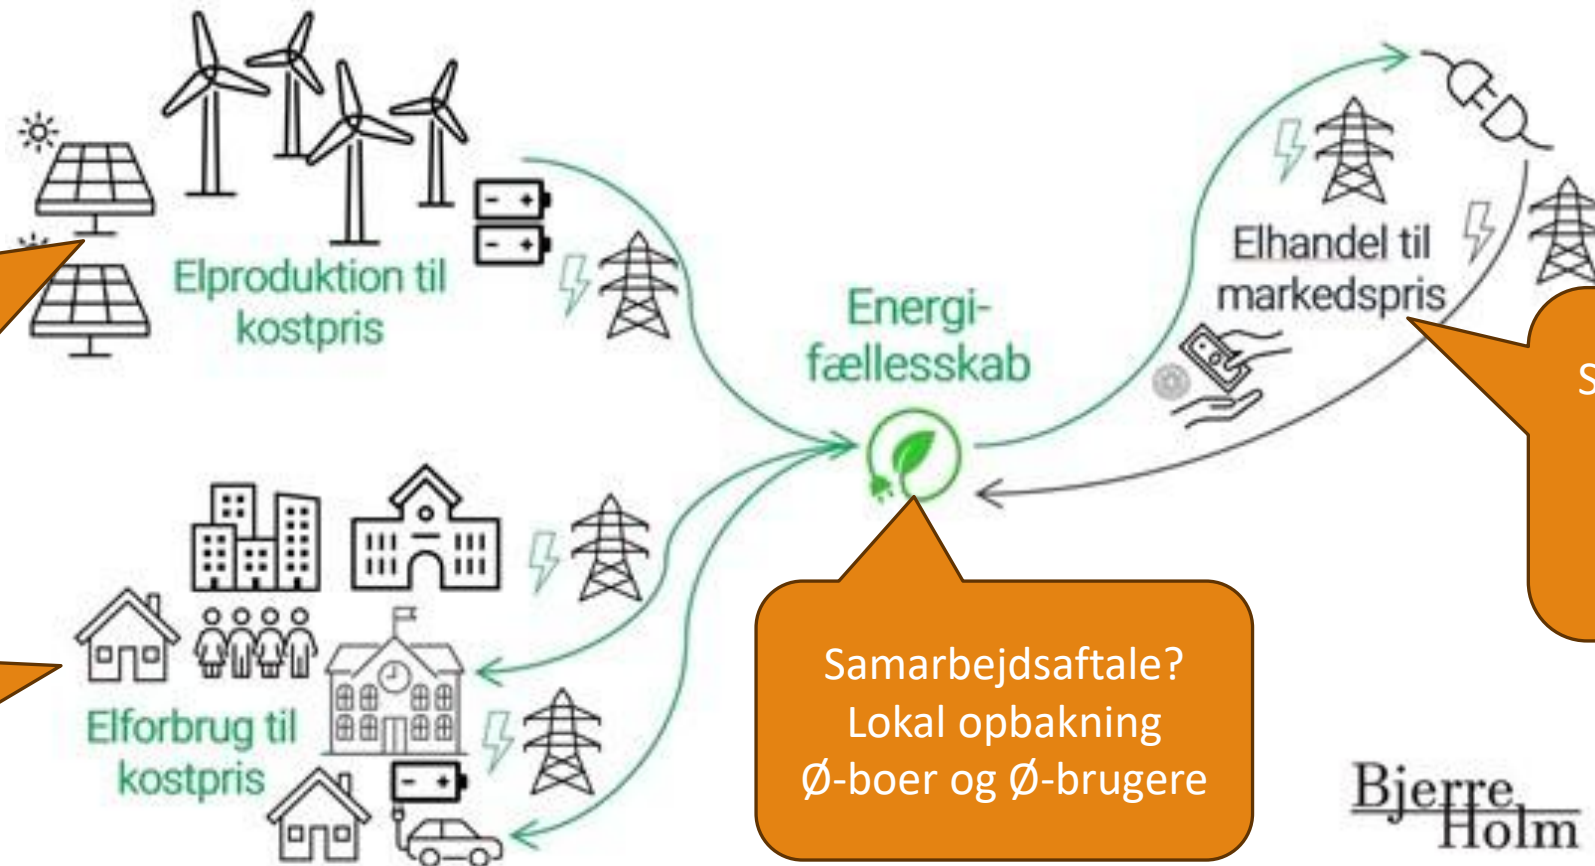 Elproduktion til
kostpris
Energi-
fællesskab
Elhandel til
markedspris
S
Elforbrug til
kostpris
Samarbejdsaftale?
Lokal opbakning
Ø-boer og Ø-brugere
Bjerre
Holm